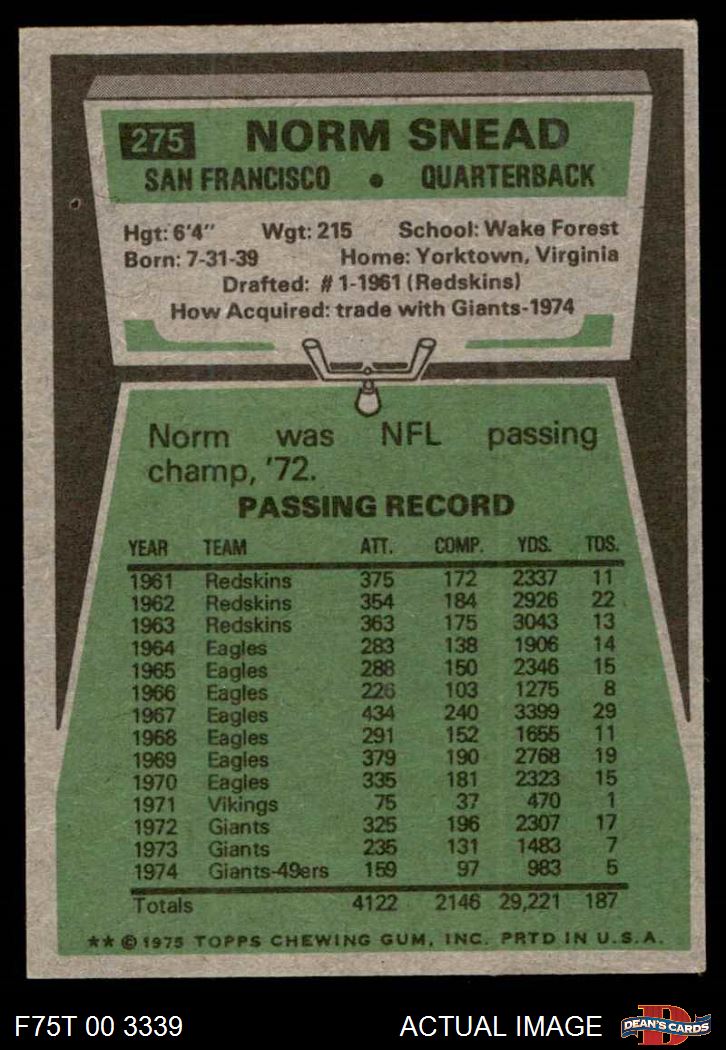 275 NORM SNEAD
SAN FRANCISCO • QUARTERBACK
Hgt: 6'4" Wgt: 215 School: Wake Forest
Born: 7-31-39 Home: Yorktown, Virginia
Drafted: #1-1961 (Redskins)
How Acquired: trade with Giants-1974
Norm was NFL passing
champ, '72.
PASSING RECORD
YEAR TEAM ATT. COMP. YDS. TDS.
1961 Redskins 375 172 2337 11
1962 Redskins 354 184 2926 22
1963 Redskins 363 175 3043 13
1964 Eagles 283 138 1906 14
1965 Eagles 288 150 2346 15
1966 Eagles 226 103 1275 8
1967 Eagles 434 240 3399 29
1968 Eagles 291 152 1655 11
1969 Eagles 379 190 2768 19
1970 Eagles 335 181 2323 15
1971 Vikings 75 37 470 1
1972 Giants 325 196 2307 17
1973 Giants 235 131 1483 7
1974 Giants-49ers 159 97 983 5
Totals 4122 2146 29,221 187
★★ © 1975 TOPPS CHEWING GUM, INC. PRTD IN U.S.A.
F75T 00 3339 ACTUAL IMAGE DEAN'S CARDS